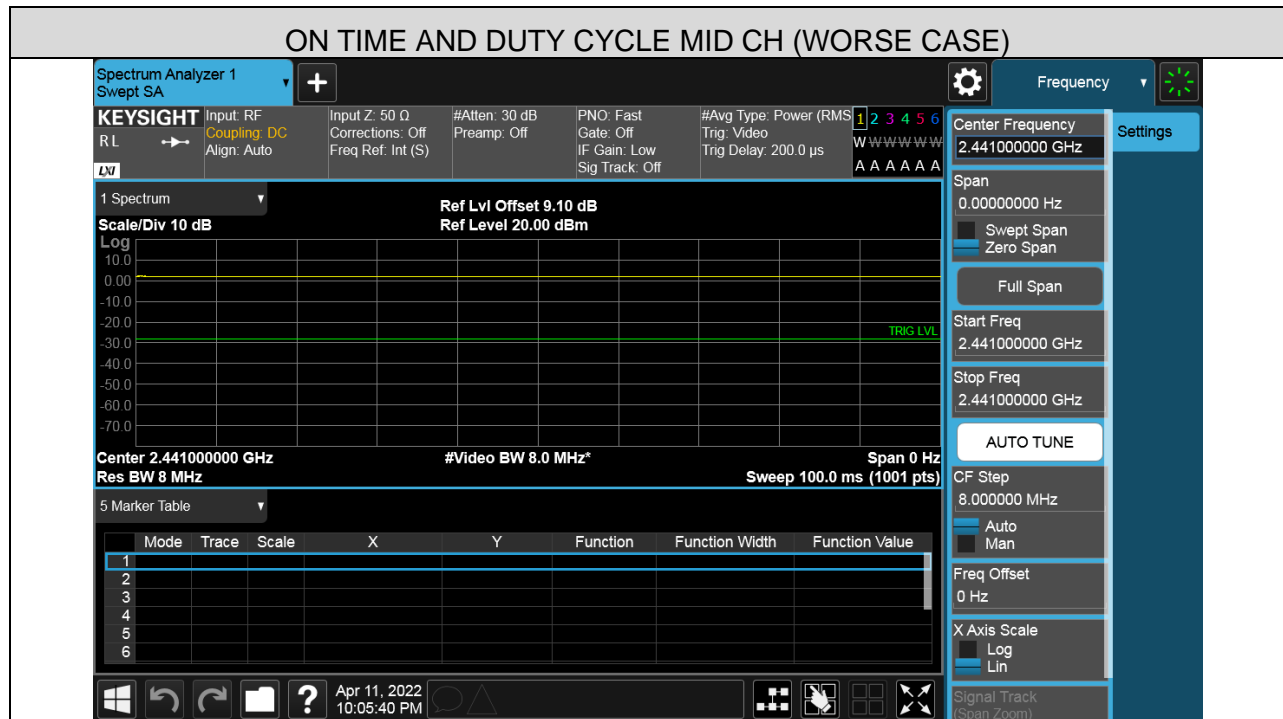 ON TIME AND DUTY CYCLE MID CH (WORSE CASE)
Spectrum Analyzer 1
Swept SA
+
Frequency
KEYSIGHT
RL
LXI
Input: RF
Coupling: DC
Align: Auto
Input Z: 50 Ω
Corrections: Off
Freq Ref: Int (S)
#Atten: 30 dB
Preamp: Off
PNO: Fast
Gate: Off
IF Gain: Low
Sig Track: Off
#Avg Type: Power (RMS
Trig: Video
Trig Delay: 200.0 µs
1 2 3 4 5 6
W W W W W W
A A A A A A
Center Frequency
2.441000000 GHz
Settings
1 Spectrum
Scale/Div 10 dB
Ref Lvl Offset 9.10 dB
Ref Level 20.00 dBm
Log
10.0
0.00
-10.0
-20.0
-30.0
-40.0
-50.0
-60.0
-70.0
TRIG LVL
Center 2.441000000 GHz
Res BW 8 MHz
#Video BW 8.0 MHz*
Span 0 Hz
Sweep 100.0 ms (1001 pts)
Span
0.00000000 Hz
Swept Span
Zero Span
Full Span
Start Freq
2.441000000 GHz
Stop Freq
2.441000000 GHz
AUTO TUNE
CF Step
8.000000 MHz
Auto
Man
Freq Offset
0 Hz
X Axis Scale
Log
Lin
Signal Track
(Span Zoom)
5 Marker Table
Mode Trace Scale X Y Function Function Width Function Value
1
2
3
4
5
6
?
Apr 11, 2022
10:05:40 PM